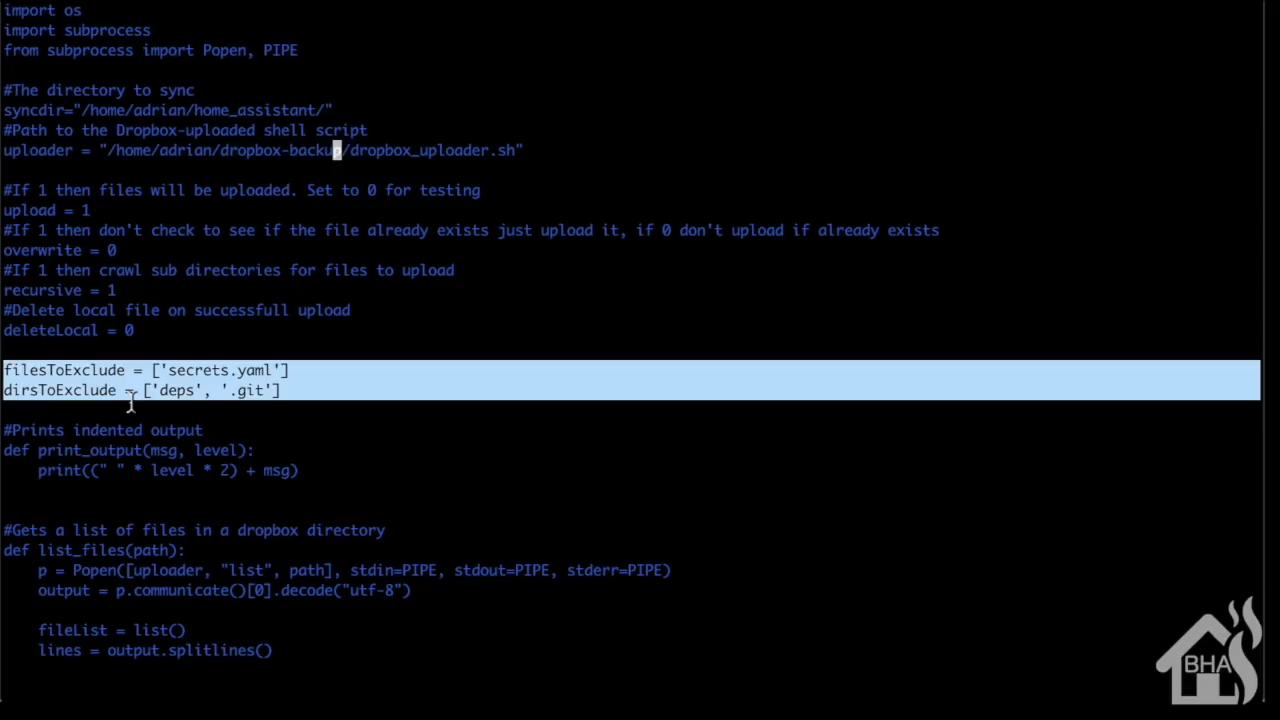 import os
import subprocess
from subprocess import Popen, PIPE
#The directory to sync
syncdir="/home/adrian/home_assistant/"
#Path to the Dropbox-uploaded shell script
uploader = "/home/adrian/dropbox-backup/dropbox_uploader.sh"
#If 1 then files will be uploaded. Set to 0 for testing
upload = 1
#If 1 then don't check to see if the file already exists just upload it, if 0 don't upload if already exists
overwrite = 0
#If 1 then crawl sub directories for files to upload
recursive = 1
#Delete local file on successfull upload
deleteLocal = 0
filesToExclude = ['secrets.yaml']
dirsToExclude = ['deps', '.git']
#Prints indented output
def print_output(msg, level):
    print((" " * level * 2) + msg)
#Gets a list of files in a dropbox directory
def list_files(path):
    p = Popen([uploader, "list", path], stdin=PIPE, stdout=PIPE, stderr=PIPE)
    output = p.communicate()[0].decode("utf-8")
    fileList = list()
    lines = output.splitlines()
BHA